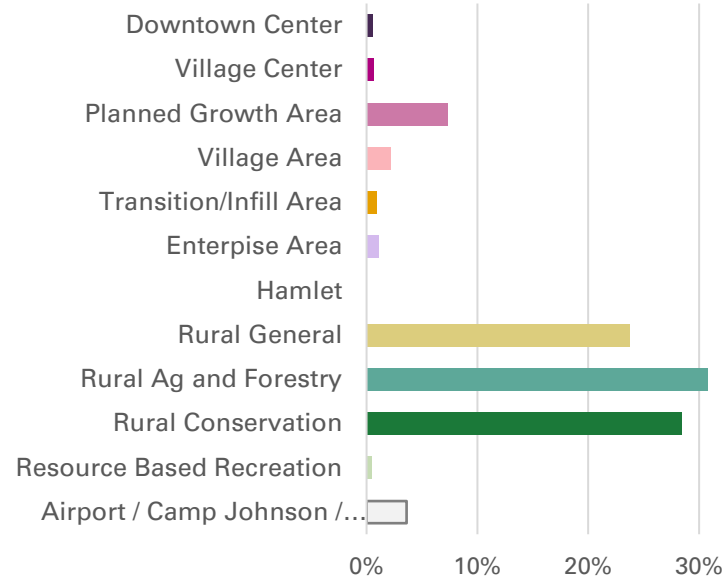 Downtown Center
Village Center
Planned Growth Area
Village Area
Transition/Infill Area
Enterpise Area
Hamlet
Rural General
Rural Ag and Forestry
Rural Conservation
Resource Based Recreation
Airport / Camp Johnson /...
0% 10% 20% 30%